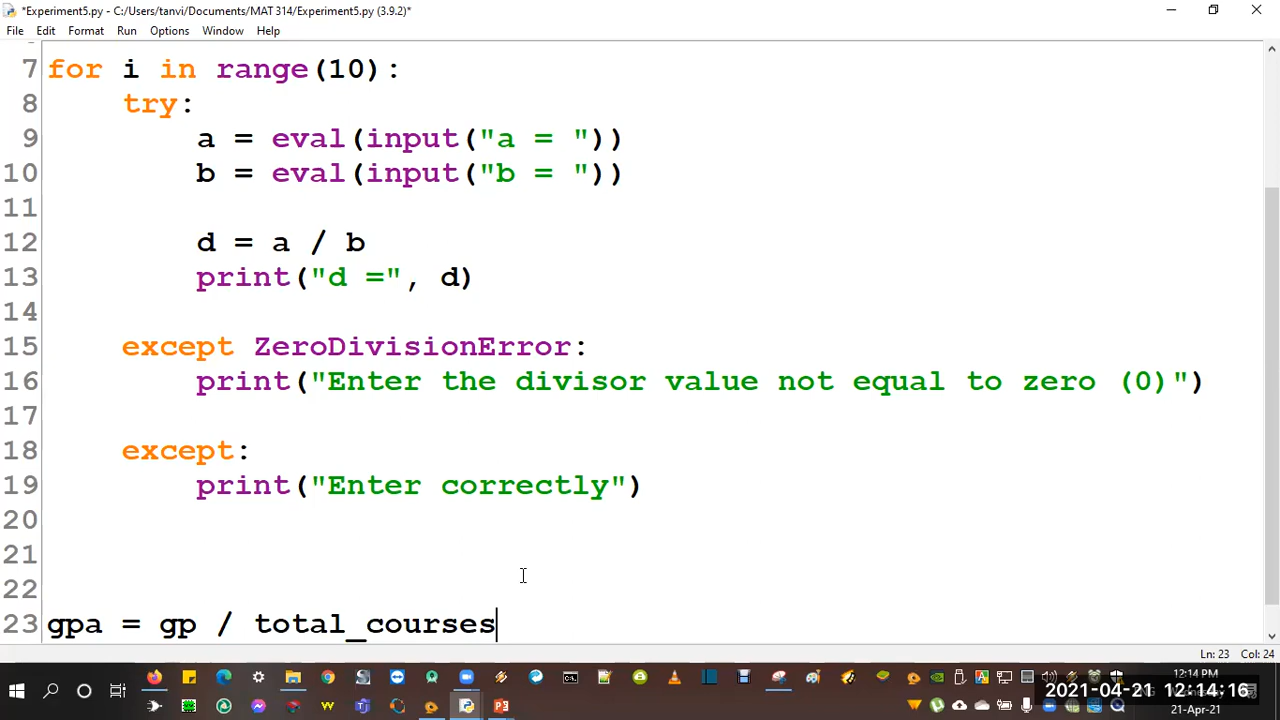 *Experiment5.py - C:/Users/tanvi/Documents/MAT 314/Experiment5.py (3.9.2)*
File Edit Format Run Options Window Help
7 for i in range(10):
8 try:
9 a = eval(input("a = "))
10 b = eval(input("b = "))
11
12 d = a / b
13 print("d =", d)
14
15 except ZeroDivisionError:
16 print("Enter the divisor value not equal to zero (0)")
17
18 except:
19 print("Enter correctly")
20
21
22
23 gpa = gp / total_courses
Ln: 23 Col: 24
12:14 PM
2021-04-21 12:14:16
21-Apr-21